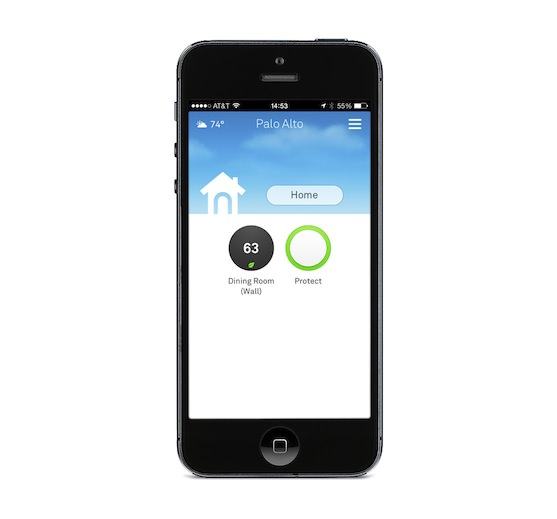 AT&T 14:53 55%
74° Palo Alto
Home
63
Dining Room Protect
(Wall)